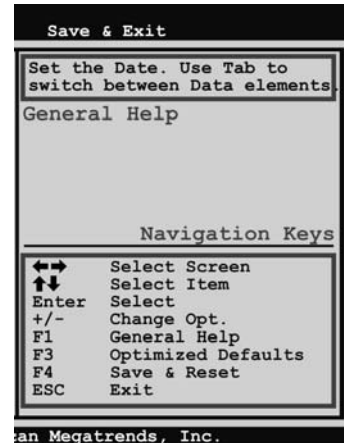 Save & Exit
Set the Date. Use Tab to
switch between Data elements.
General Help
Navigation Keys
←→ Select Screen
↑↓ Select Item
Enter Select
+/- Change Opt.
F1 General Help
F3 Optimized Defaults
F4 Save & Reset
ESC Exit
can Megatrends, Inc.